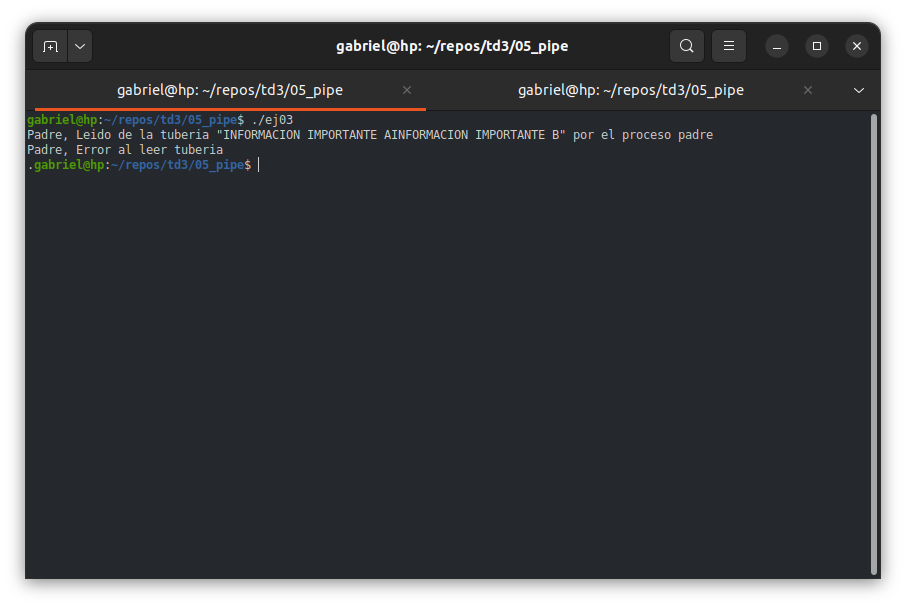 gabriel@hp: ~/repos/td3/05_pipe
gabriel@hp: ~/repos/td3/05_pipe
gabriel@hp: ~/repos/td3/05_pipe
gabriel@hp:~/repos/td3/05_pipe$ ./ej03
Padre, Leido de la tuberia "INFORMACION IMPORTANTE AINFORMACION IMPORTANTE B" por el proceso padre
Padre, Error al leer tuberia
.gabriel@hp:~/repos/td3/05_pipe$